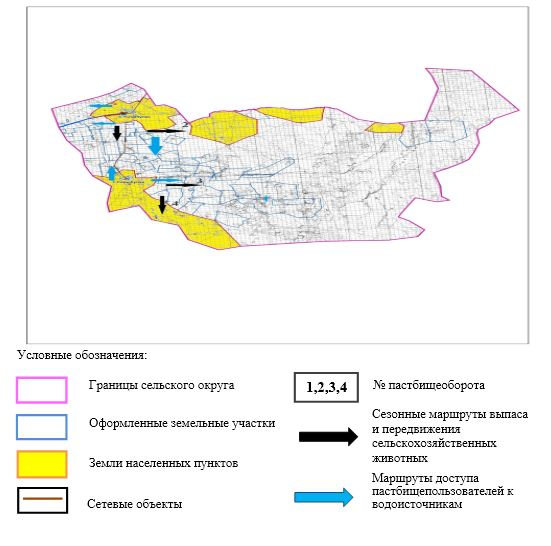 Условные обозначения:
Границы сельского округа
Оформленные земельные участки
Земли населенных пунктов
Сетевые объекты
1,2,3,4
№ пастбищеоборота
Сезонные маршруты выпаса
и передвижения
сельскохозяйственных
животных
Маршруты доступа
пастбищепользователей к
водоисточникам